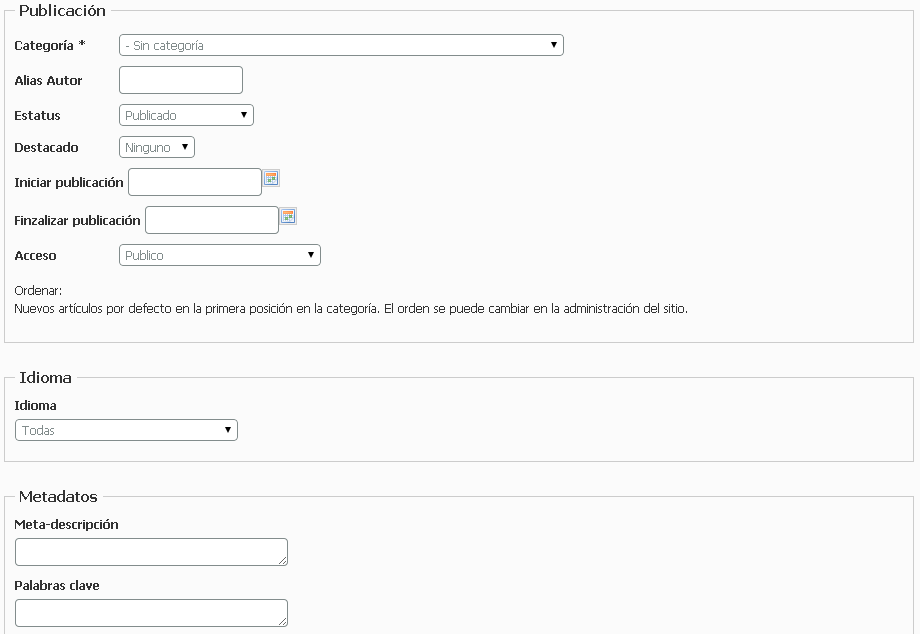 Publicación
Categoría *
- Sin categoría
Alias Autor
Estatus
Publicado
Destacado
Ninguno
Iniciar publicación
Finzalizar publicación
Acceso
Publico
Ordenar:
Nuevos artículos por defecto en la primera posición en la categoría. El orden se puede cambiar en la administración del sitio.
Idioma
Idioma
Todas
Metadatos
Meta-descripción
Palabras clave